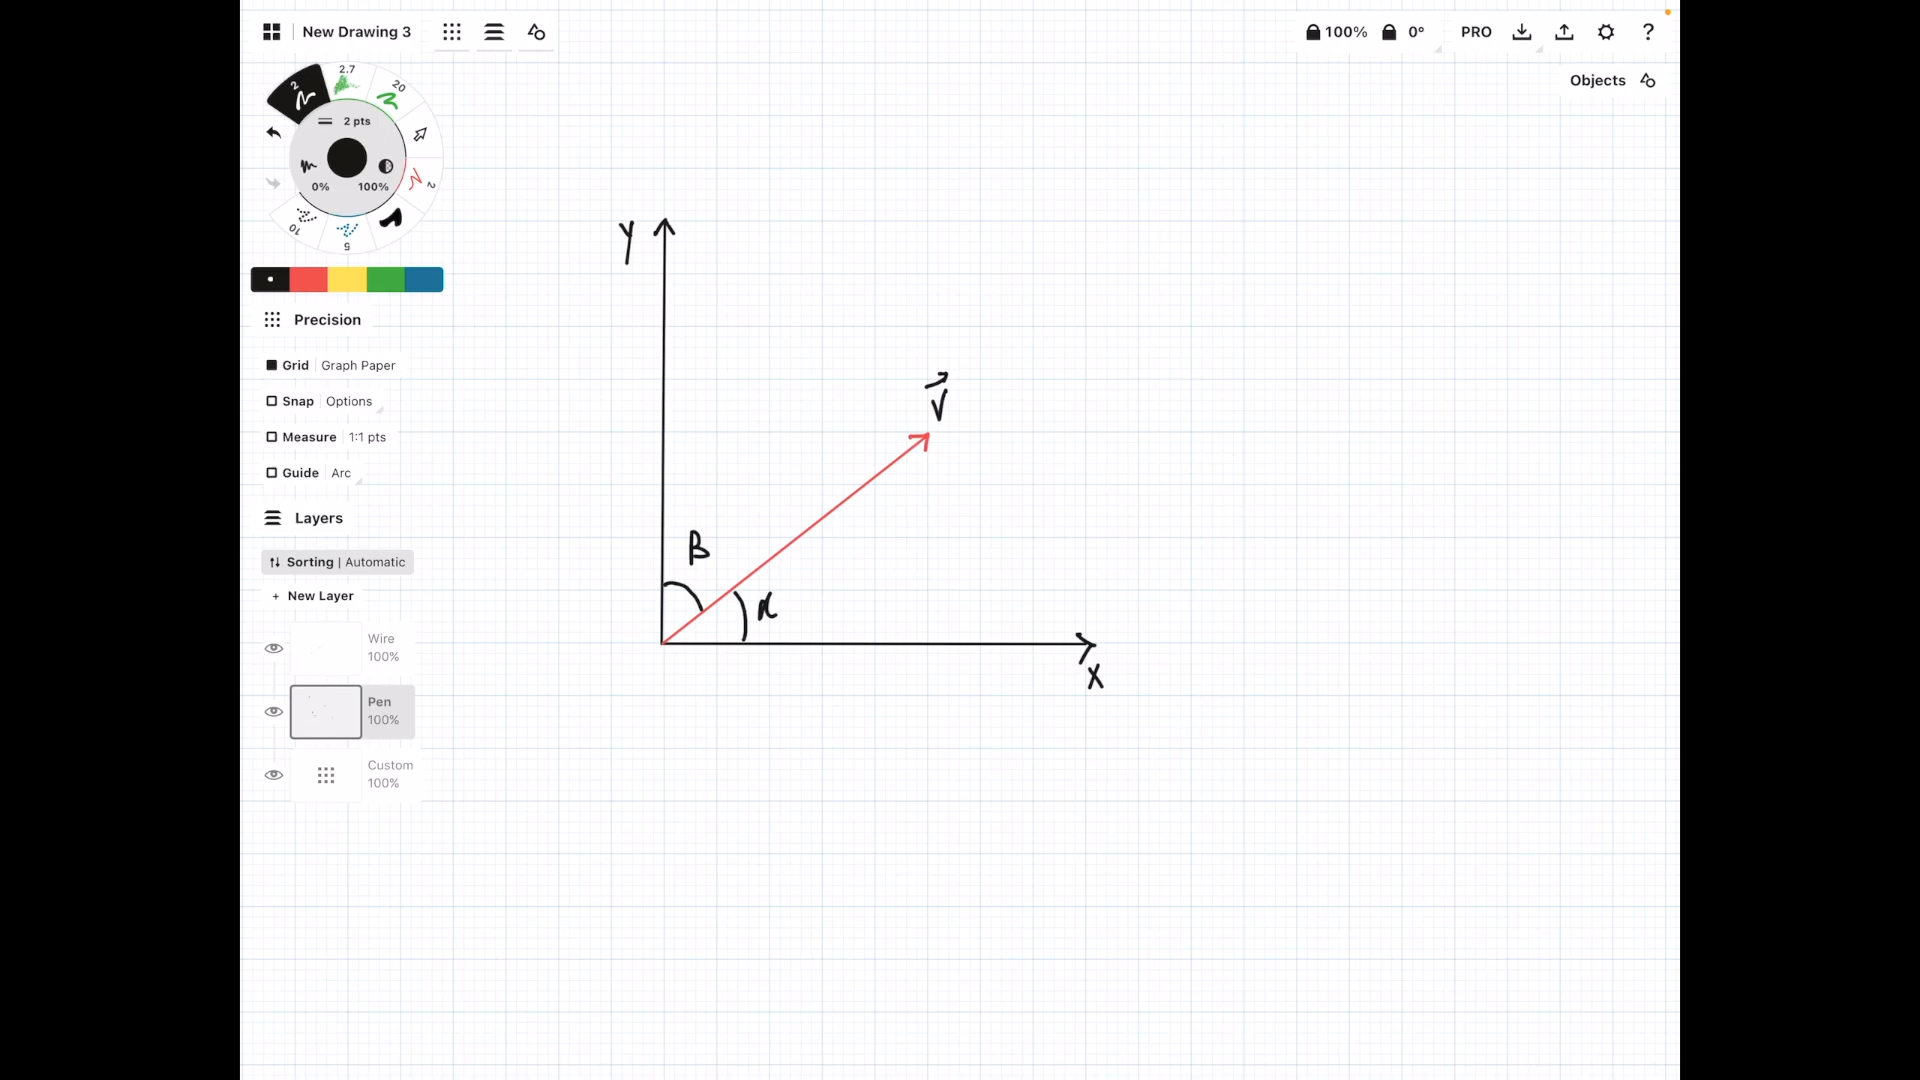 New Drawing 3
100% 0° PRO ?
Objects
2
2.7
20
2 pts
0% 100%
2
10
5
Precision
Grid Graph Paper
Snap Options
Measure 1:1 pts
Guide Arc
Layers
Sorting | Automatic
+ New Layer
Wire
100%
Pen
100%
Custom
100%
Y
V
B
α
X